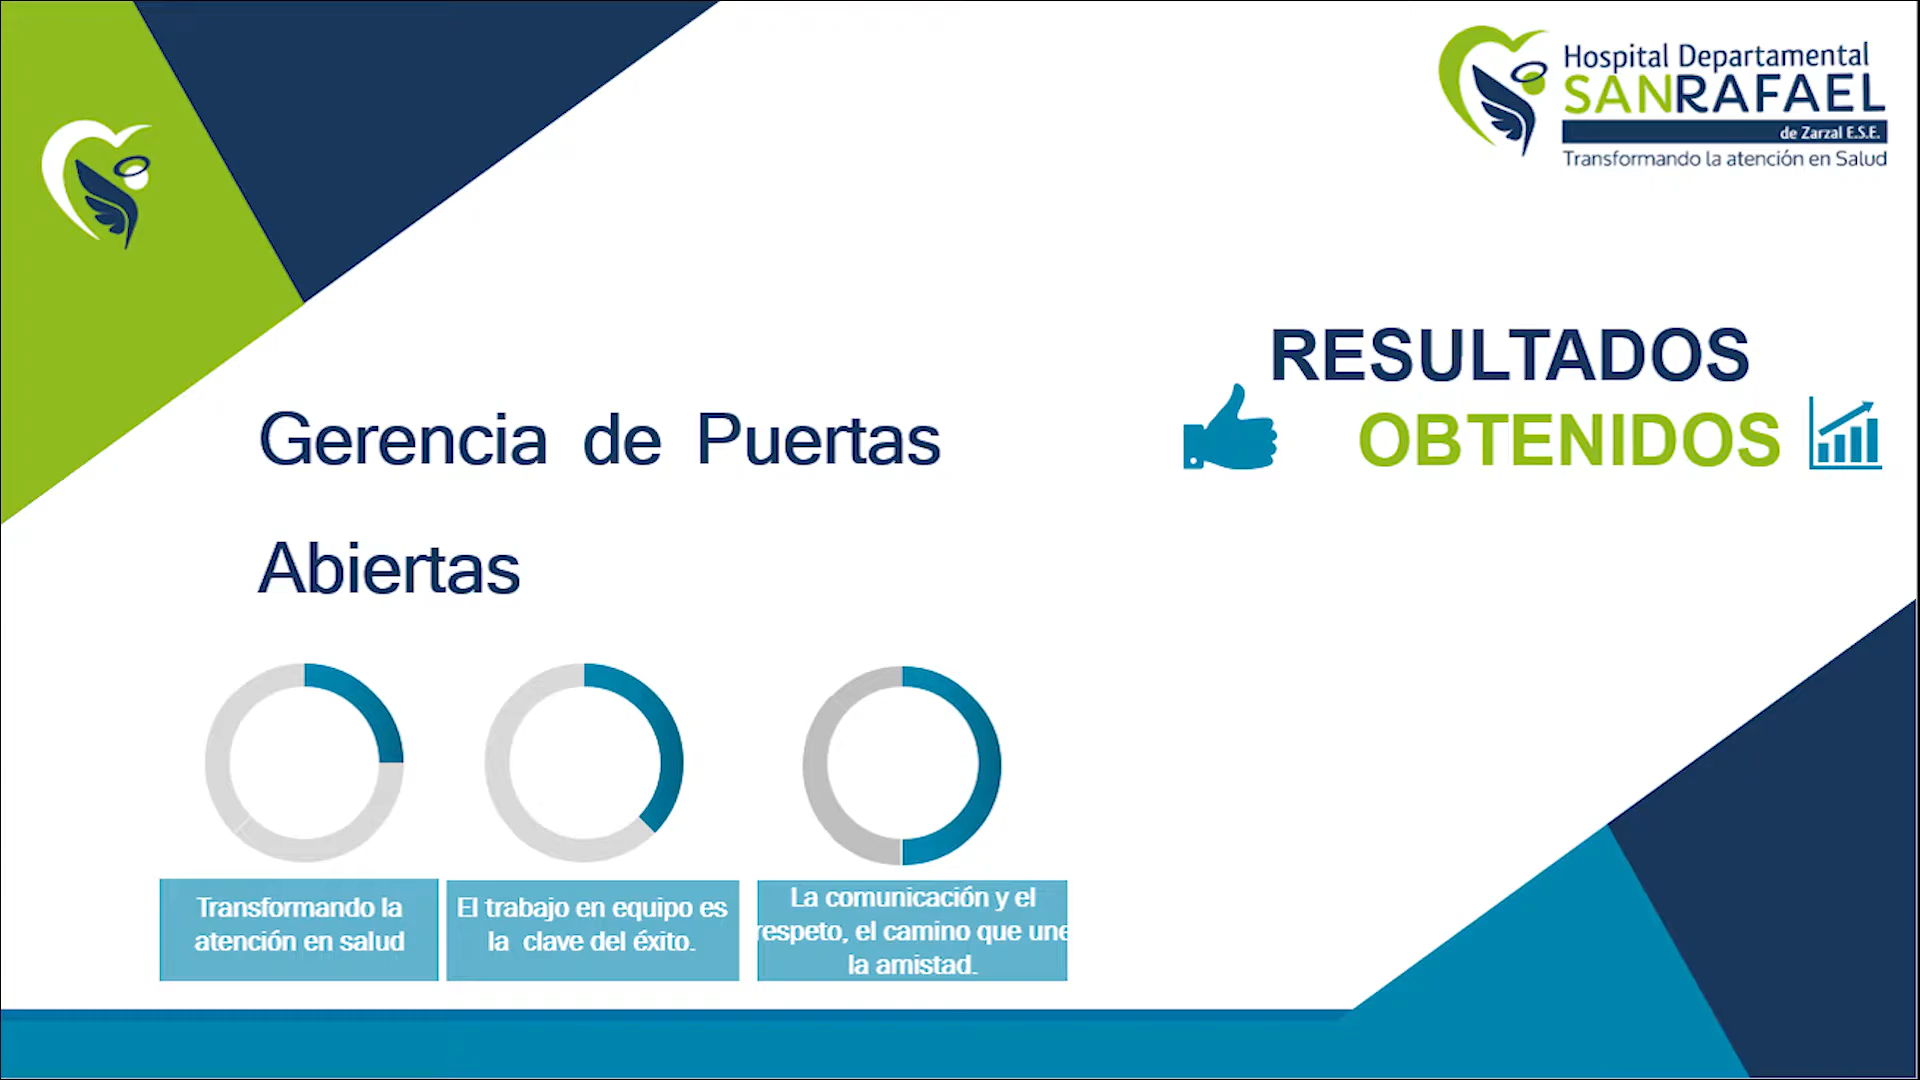 Hospital Departamental
SANRAFAEL
de Zarzal E.S.E.
Transformando la atención en Salud
RESULTADOS
OBTENIDOS
Gerencia de Puertas
Abiertas
Transformando la
atención en salud
El trabajo en equipo es
la clave del éxito.
La comunicación y el
respeto, el camino que une
la amistad.